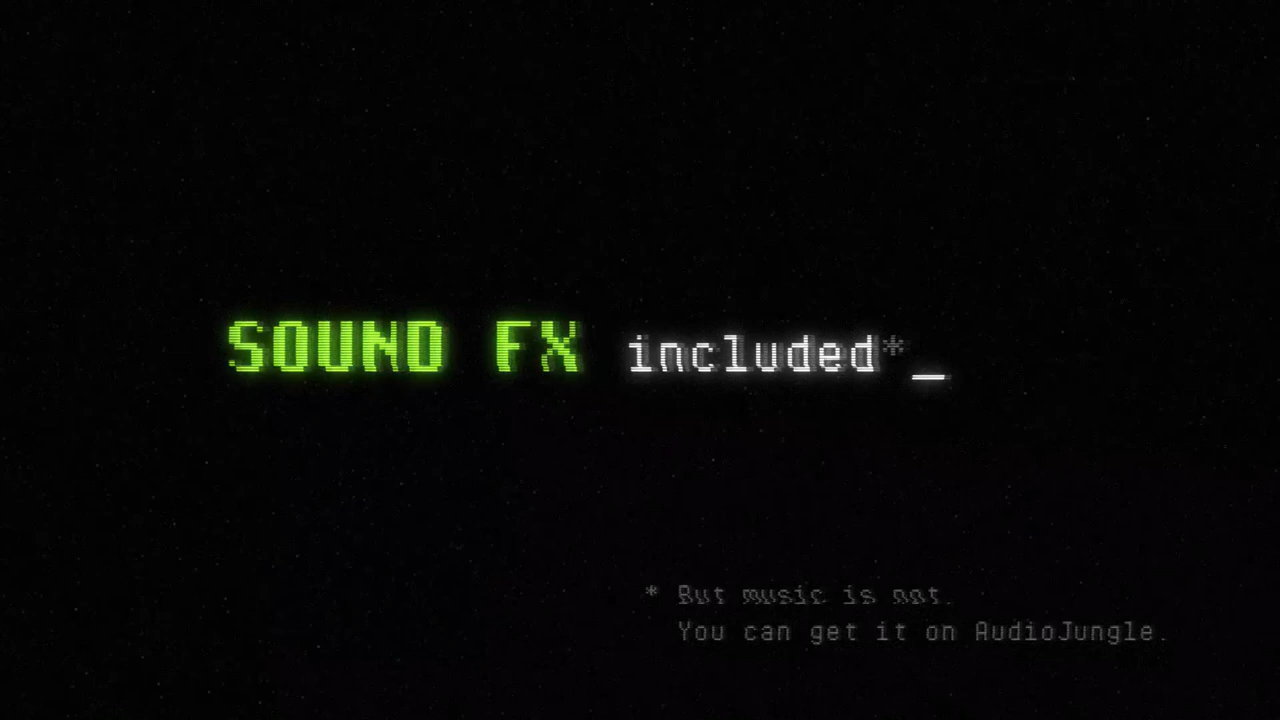 SOUND FX included*_
* But music is not.
You can get it on AudioJungle.